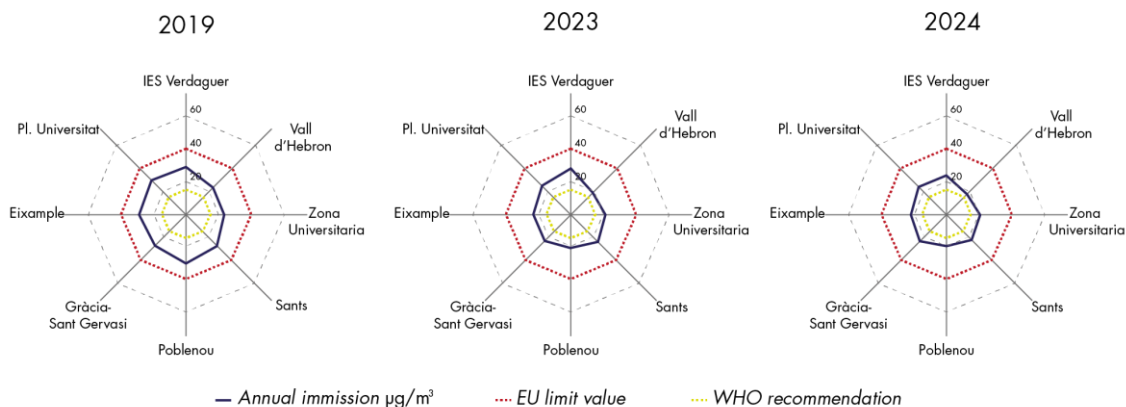 2019
IES Verdaguer
60
40
20
Pl. Universitat
Vall
d'Hebron
Eixample
Zona
Universitaria
Gràcia-
Sant Gervasi
Sants
Poblenou
2023
IES Verdaguer
60
40
20
Pl. Universitat
Vall
d'Hebron
Eixample
Zona
Universitaria
Gràcia-
Sant Gervasi
Sants
Poblenou
2024
IES Verdaguer
60
40
20
Pl. Universitat
Vall
d'Hebron
Eixample
Zona
Universitaria
Gràcia-
Sant Gervasi
Sants
Poblenou
Annual immission µg/m³
EU limit value
WHO recommendation